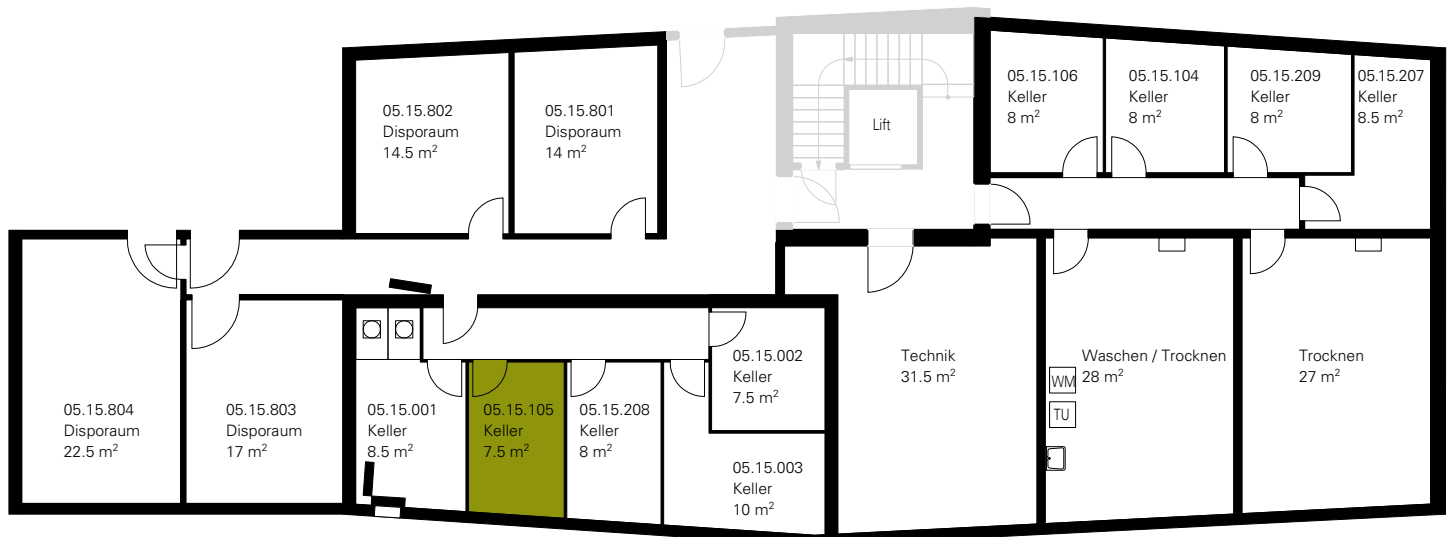 05.15.802
Disporaum
14.5 m²
05.15.801
Disporaum
14 m²
Lift
05.15.106
Keller
8 m²
05.15.104
Keller
8 m²
05.15.209
Keller
8 m²
05.15.207
Keller
8.5 m²
05.15.804
Disporaum
22.5 m²
05.15.803
Disporaum
17 m²
05.15.001
Keller
8.5 m²
05.15.105
Keller
7.5 m²
05.15.208
Keller
8 m²
05.15.002
Keller
7.5 m²
05.15.003
Keller
10 m²
Technik
31.5 m²
Waschen / Trocknen
28 m²
WM
TU
Trocknen
27 m²